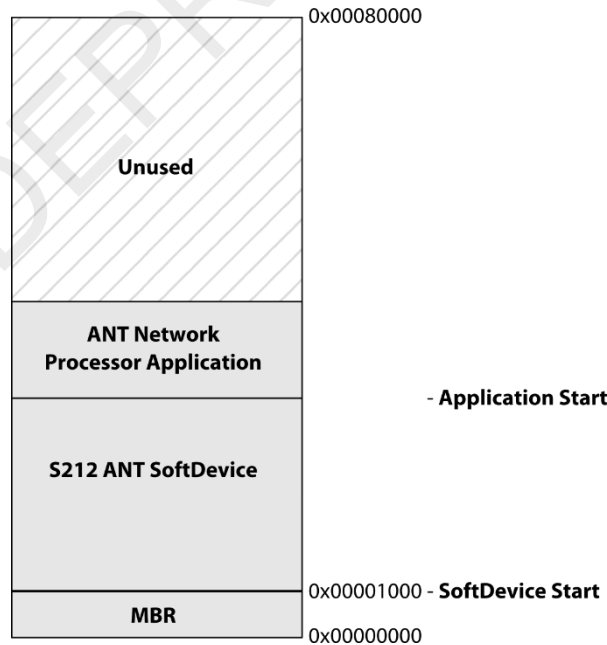 0x00080000
Unused
ANT Network
Processor Application
- Application Start
S212 ANT SoftDevice
0x00001000 - SoftDevice Start
MBR
0x00000000